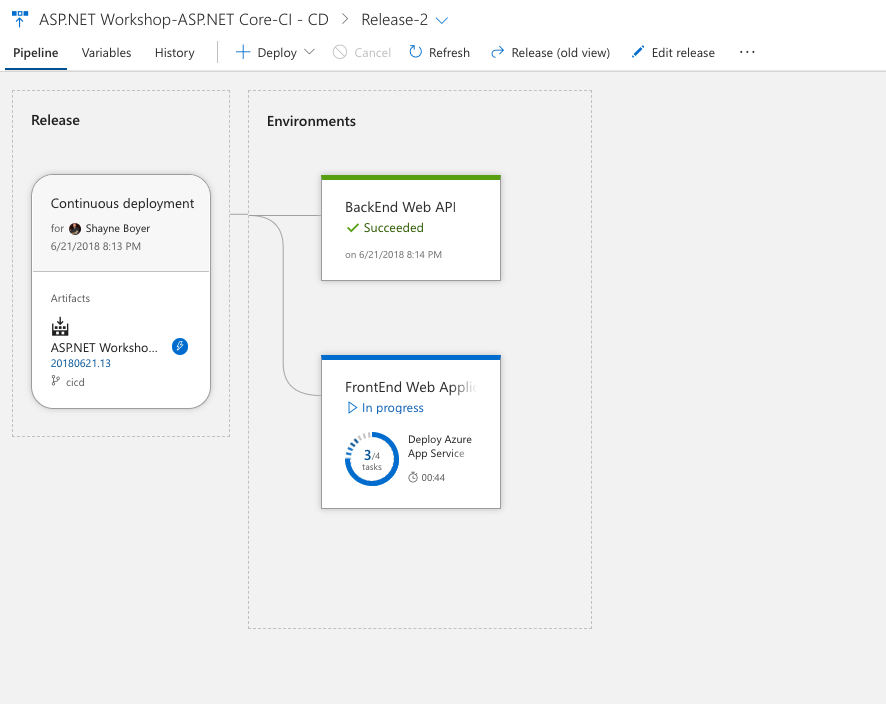 ASP.NET Workshop-ASP.NET Core-CI - CD > Release-2
Pipeline Variables History Deploy Cancel Refresh Release (old view) Edit release ...
Release
Continuous deployment
for Shayne Boyer
6/21/2018 8:13 PM
Artifacts
ASP.NET Worksho...
20180621.13
cicd
Environments
BackEnd Web API
Succeeded
on 6/21/2018 8:14 PM
FrontEnd Web Applic
In progress
3/4
tasks
Deploy Azure
App Service
00:44